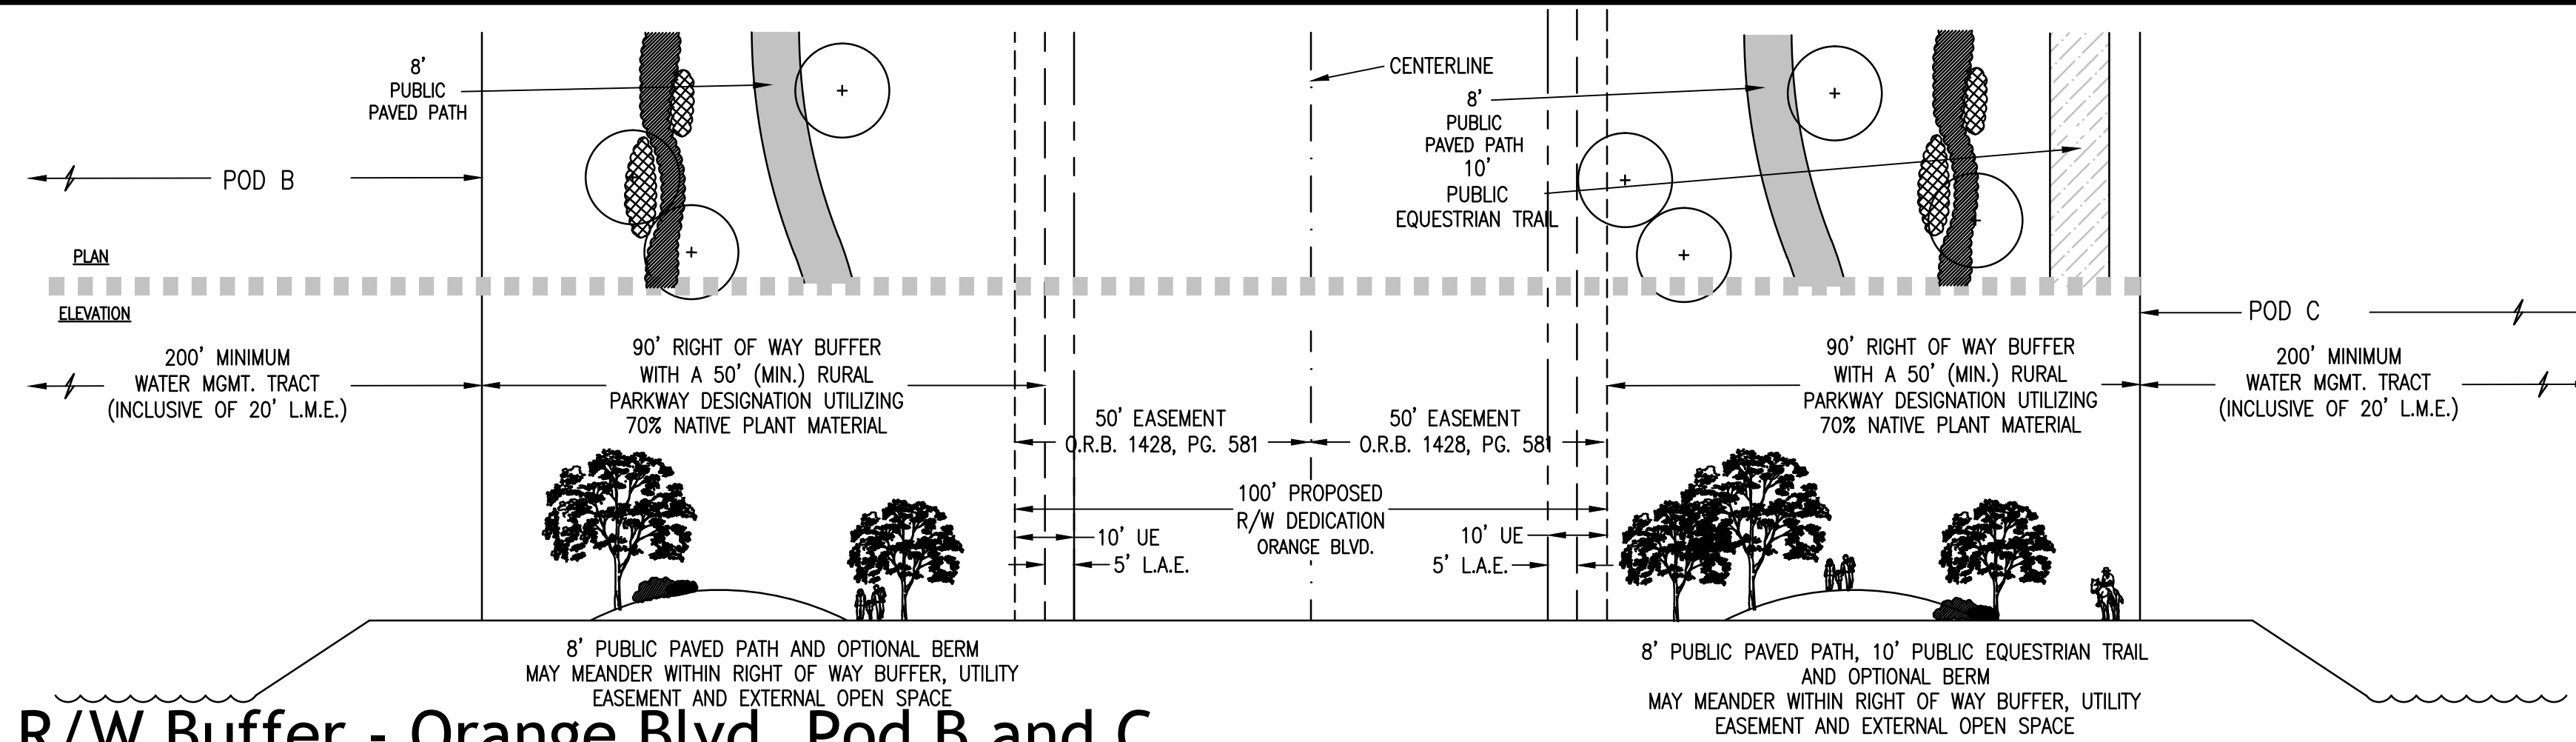 8'
PUBLIC
PAVED PATH
CENTERLINE
8'
PUBLIC
PAVED PATH
10'
PUBLIC
EQUESTRIAN TRAIL
POD B
PLAN
ELEVATION
POD C
200' MINIMUM
WATER MGMT. TRACT
(INCLUSIVE OF 20' L.M.E.)
90' RIGHT OF WAY BUFFER
WITH A 50' (MIN.) RURAL
PARKWAY DESIGNATION UTILIZING
70% NATIVE PLANT MATERIAL
50' EASEMENT
O.R.B. 1428, PG. 581
50' EASEMENT
O.R.B. 1428, PG. 581
90' RIGHT OF WAY BUFFER
WITH A 50' (MIN.) RURAL
PARKWAY DESIGNATION UTILIZING
70% NATIVE PLANT MATERIAL
200' MINIMUM
WATER MGMT. TRACT
(INCLUSIVE OF 20' L.M.E.)
100' PROPOSED
R/W DEDICATION
ORANGE BLVD.
10' UE
5' L.A.E.
10' UE
5' L.A.E.
8' PUBLIC PAVED PATH AND OPTIONAL BERM
MAY MEANDER WITHIN RIGHT OF WAY BUFFER, UTILITY
EASEMENT AND EXTERNAL OPEN SPACE
8' PUBLIC PAVED PATH, 10' PUBLIC EQUESTRIAN TRAIL
AND OPTIONAL BERM
MAY MEANDER WITHIN RIGHT OF WAY BUFFER, UTILITY
EASEMENT AND EXTERNAL OPEN SPACE
R/W Buffer - Orange Blvd. Pod B and C